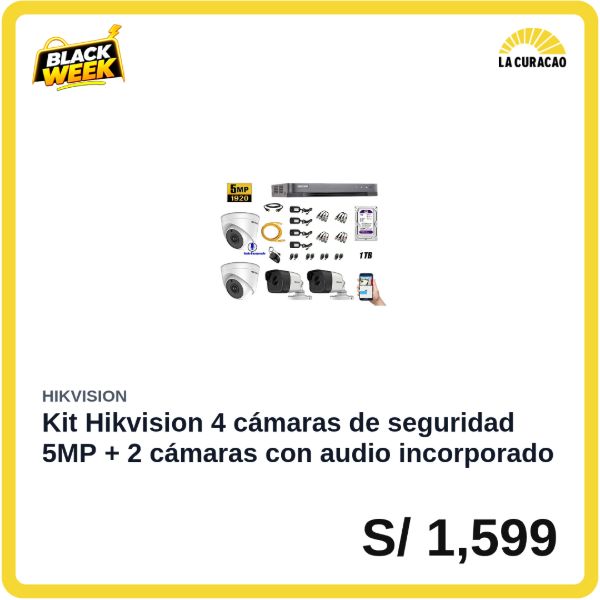 BLACK
WEEK
LA CURACAO
5MP
1920
1 TB
HIKVISION
Kit Hikvision 4 cámaras de seguridad
5MP + 2 cámaras con audio incorporado
S/ 1,599